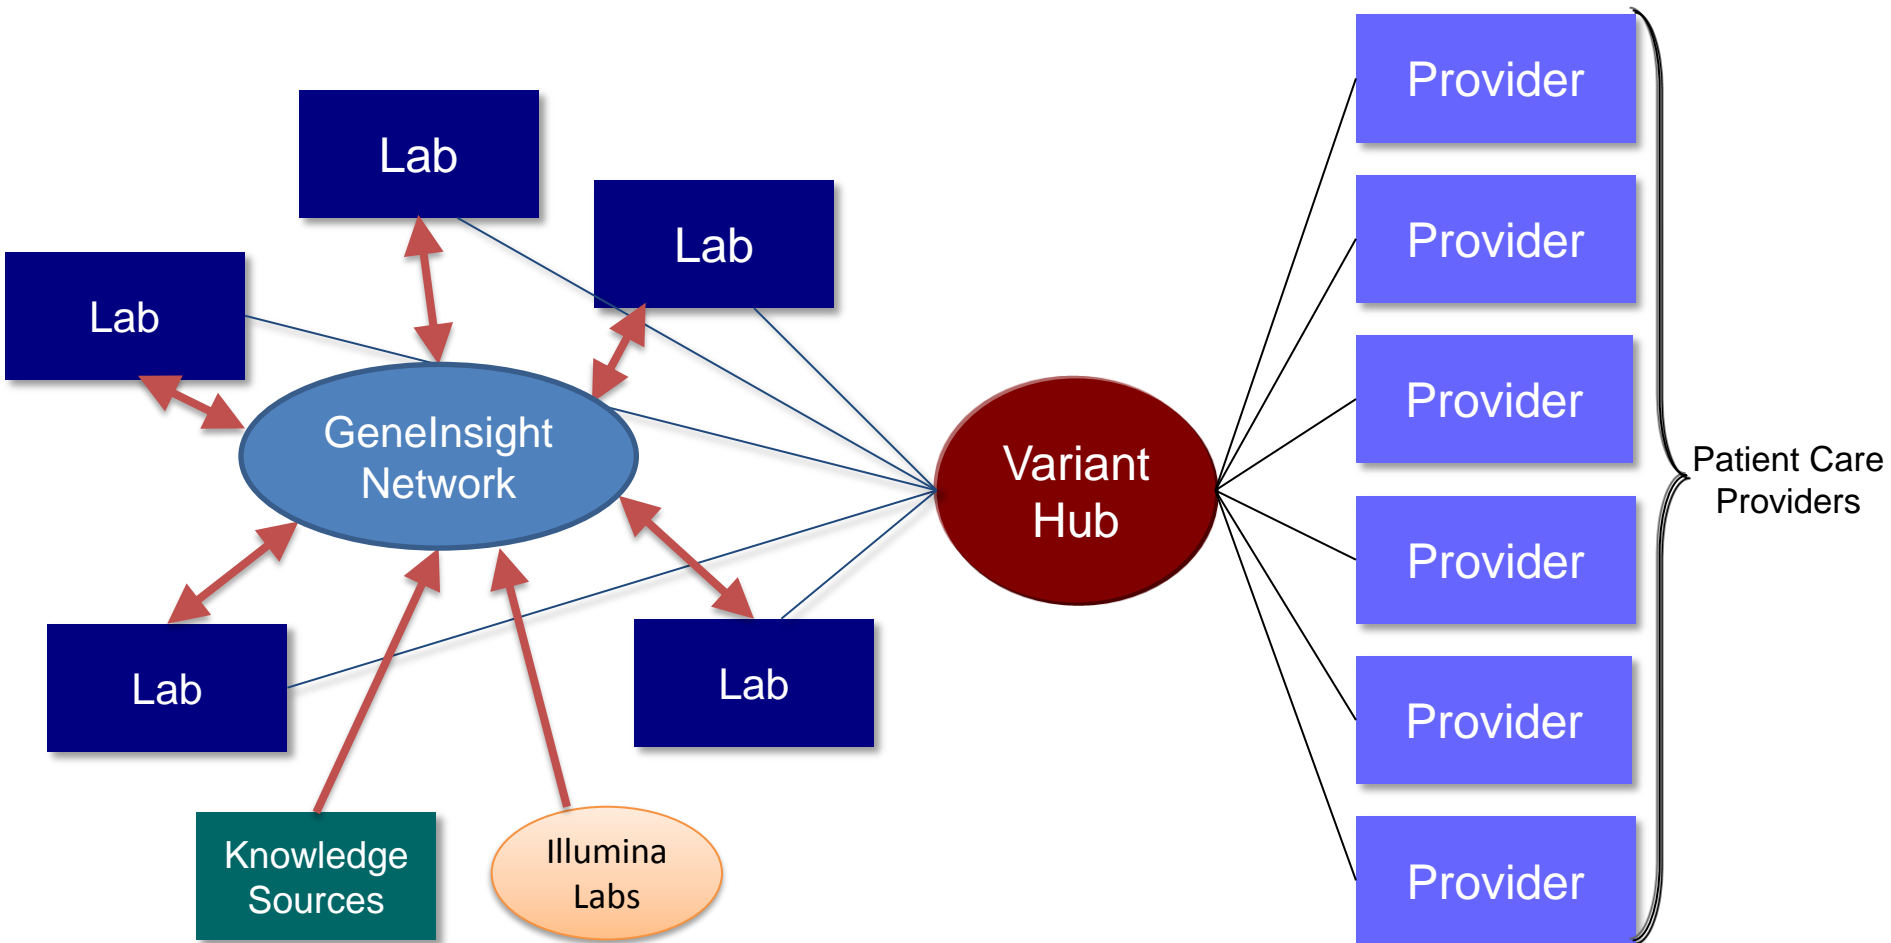 Lab
Lab
Lab
GeneInsight
Network
Lab
Lab
Knowledge
Sources
Illumina
Labs
Variant
Hub
Provider
Provider
Provider
Provider
Provider
Provider
Patient Care
Providers